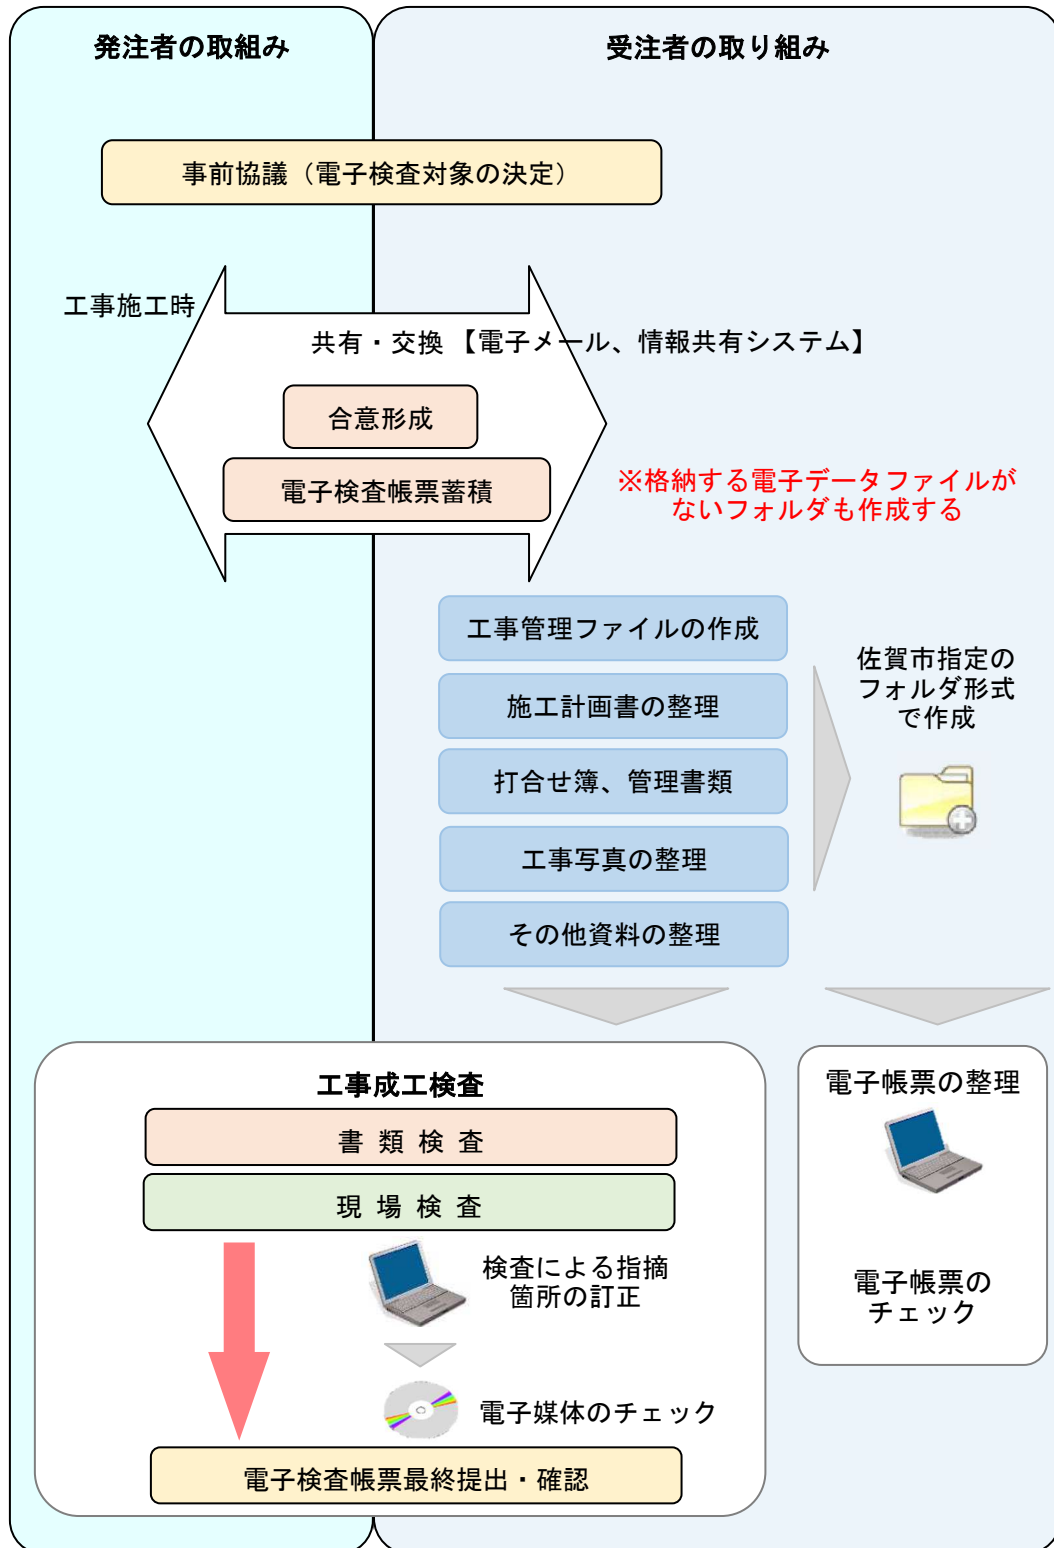 発注者の取組み
受注者の取り組み
事前協議（電子検査対象の決定）
工事施工時
共有・交換 【電子メール、情報共有システム】
合意形成
電子検査帳票蓄積
※格納する電子データファイルが
ないフォルダも作成する
工事管理ファイルの作成
施工計画書の整理
打合せ簿、管理書類
工事写真の整理
その他資料の整理
佐賀市指定の
フォルダ形式
で作成
工事成工検査
書 類 検 査
現 場 検 査
検査による指摘
箇所の訂正
電子媒体のチェック
電子検査帳票最終提出・確認
電子帳票の整理
電子帳票の
チェック